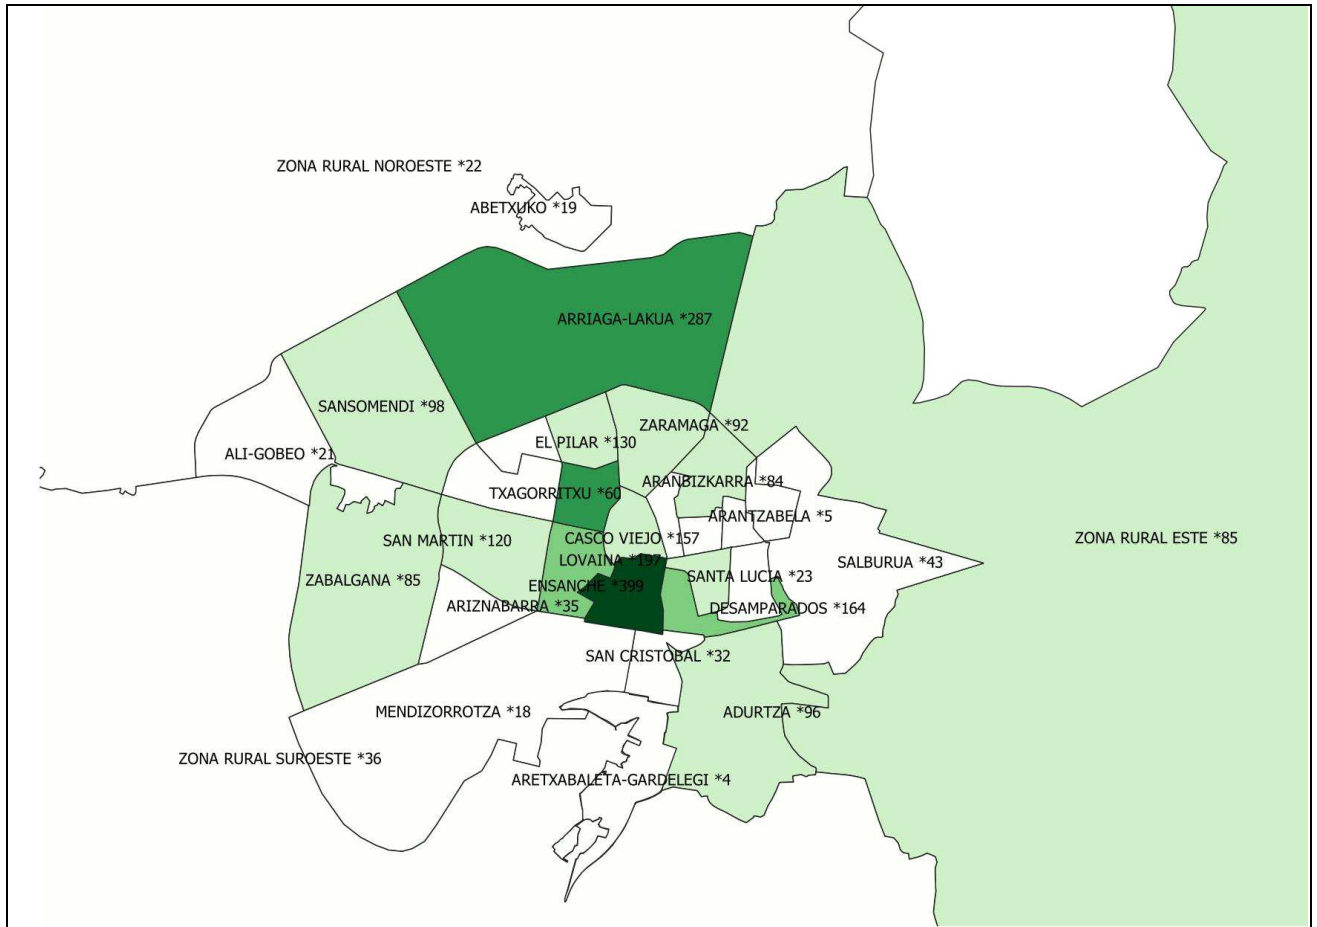 ZONA RURAL NOROESTE *22
ABETXUKO *19
ARRIAGA-LAKUA *287
SANSOMENDI *98
ZARAMAGA *92
EL PILAR *130
ALI-GOBEO *21
ARANBIZKARRA *84
TXAGORRITXU *60
ARANTZABELA *5
CASCO VIEJO *157
ZONA RURAL ESTE *85
SAN MARTIN *120
LOVAINA *197
SALBURUA *43
SANTA LUCIA *23
ZABALGANA *85
ENSANCHE *399
ARIZNABARRA *35
DESAMPARADOS *164
SAN CRISTOBAL *32
MENDIZORROTZA *18
ADURTZA *96
ZONA RURAL SUROESTE *36
ARETXABALETA-GARDELEGI *4